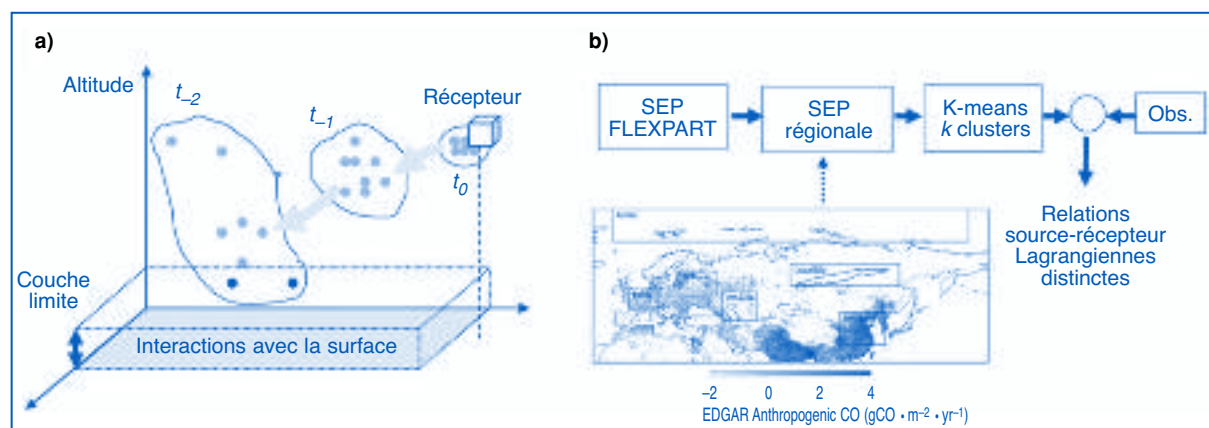 a)
Altitude
t–2
t–1
Récepteur
t0
Couche
limite
Interactions avec la surface
b)
SEP
FLEXPART
SEP
régionale
K-means
k clusters
Obs.
Relations
source-récepteur
Lagrangiennes
distinctes
–2 0 2 4
EDGAR Anthropogenic CO (gCO • m–2 • yr–1)